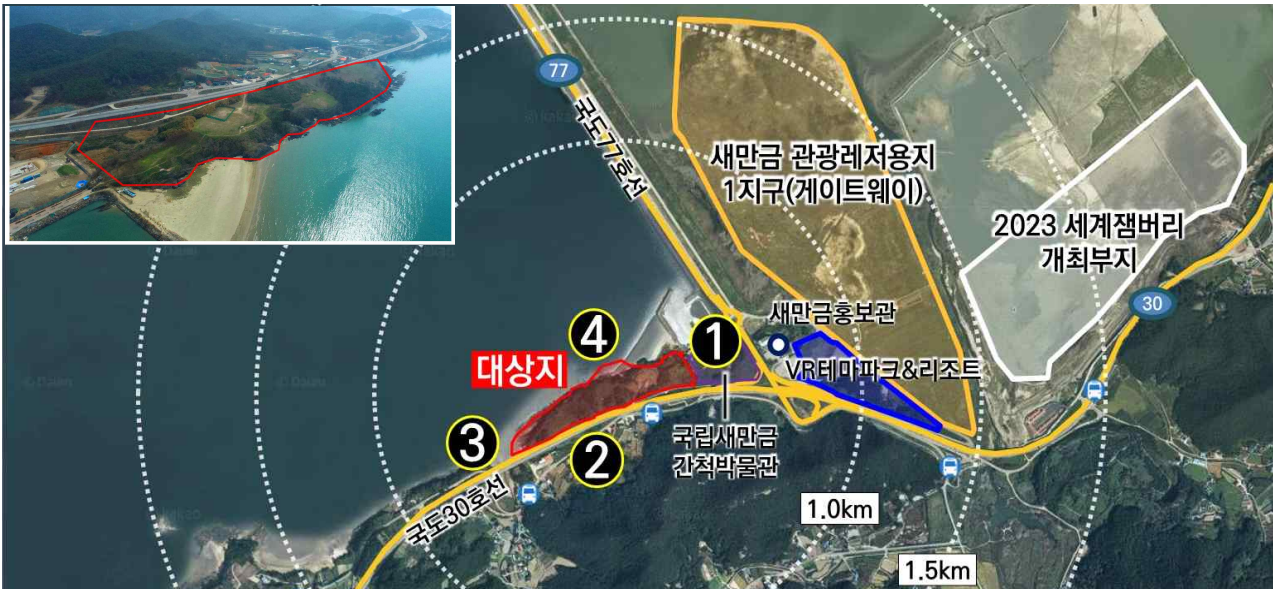 77
국도77호선
새만금 관광레저용지
1지구(게이트웨이)
2023 세계잼버리
개최부지
30
새만금홍보관
4
1
대상지
VR테마파크&리조트
3
2
국립새만금
간척박물관
국도30호선
1.0km
1.5km
© Daum